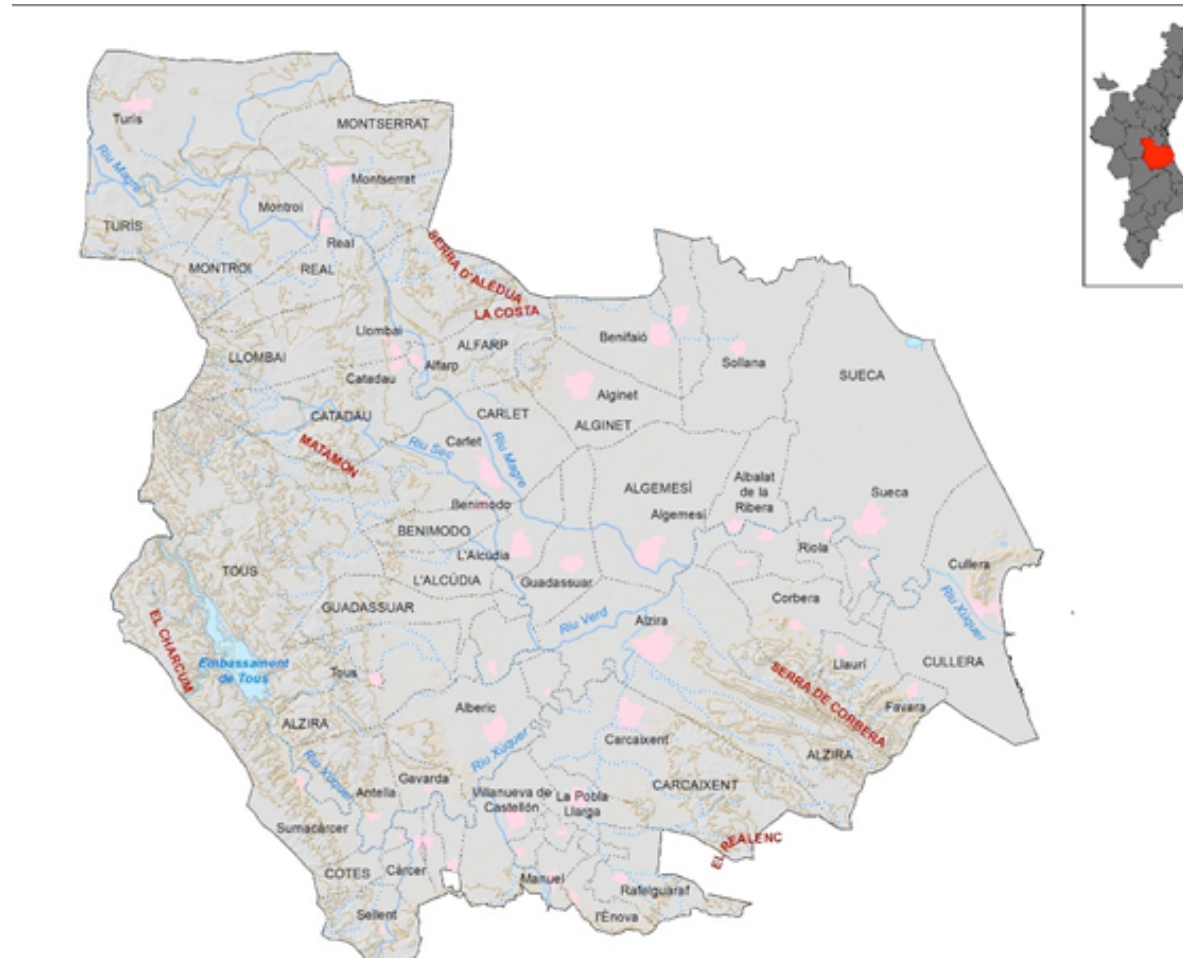 Turís
MONTSERRAT
Riu Magre
Montserrat
Montroi
TURÍS
Real
MONTROI
REAL
SERRA D'ALEDUA
LA COSTA
Llombai
Benifaió
ALFARP
LLOMBAI
Alfarp
Sollana
SUECA
Catadau
Alginet
CATADAU
CARLET
ALGINET
MATAMON
Riu Sec
Carlet
Riu Magre
ALGEMESÍ
Albalat
de la
Ribera
Sueca
Benimodo
Algemesí
BENIMODO
Riola
L'Alcúdia
Cullera
TOUS
L'ALCÚDIA
Guadassuar
Corbera
Riu Xúquer
GUADASSUAR
Riu Verd
Alzira
EL CHARCUM
Embassament
de Tous
Tous
Llaurí
CULLERA
SERRA DE CORBERA
Alberic
Favara
ALZIRA
Carcaixent
Riu Xúquer
ALZIRA
Riu Xúquer
Gavarda
CARCAIXENT
Antella
Villanueva de
Castellón
La Pobla
Llarga
Sumacàrcer
EL REALENC
COTES
Càrcer
Manuel
Rafelguaraf
Sellent
l'Ènova